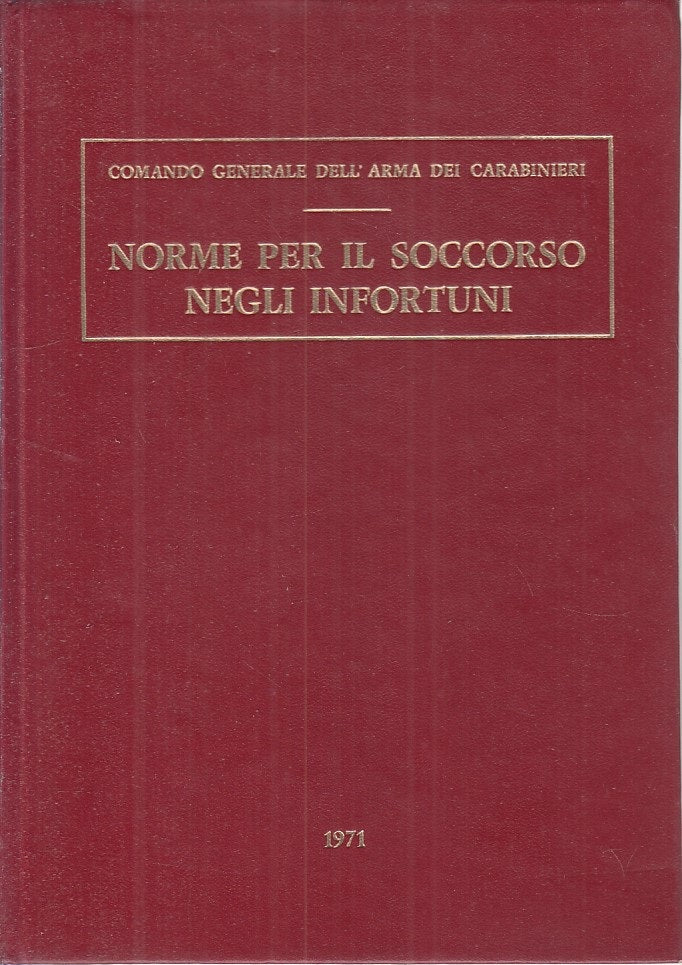 COMANDO GENERALE DELL'ARMA DEI CARABINIERI
NORME PER IL SOCCORSO
NEGLI INFORTUNI
1971